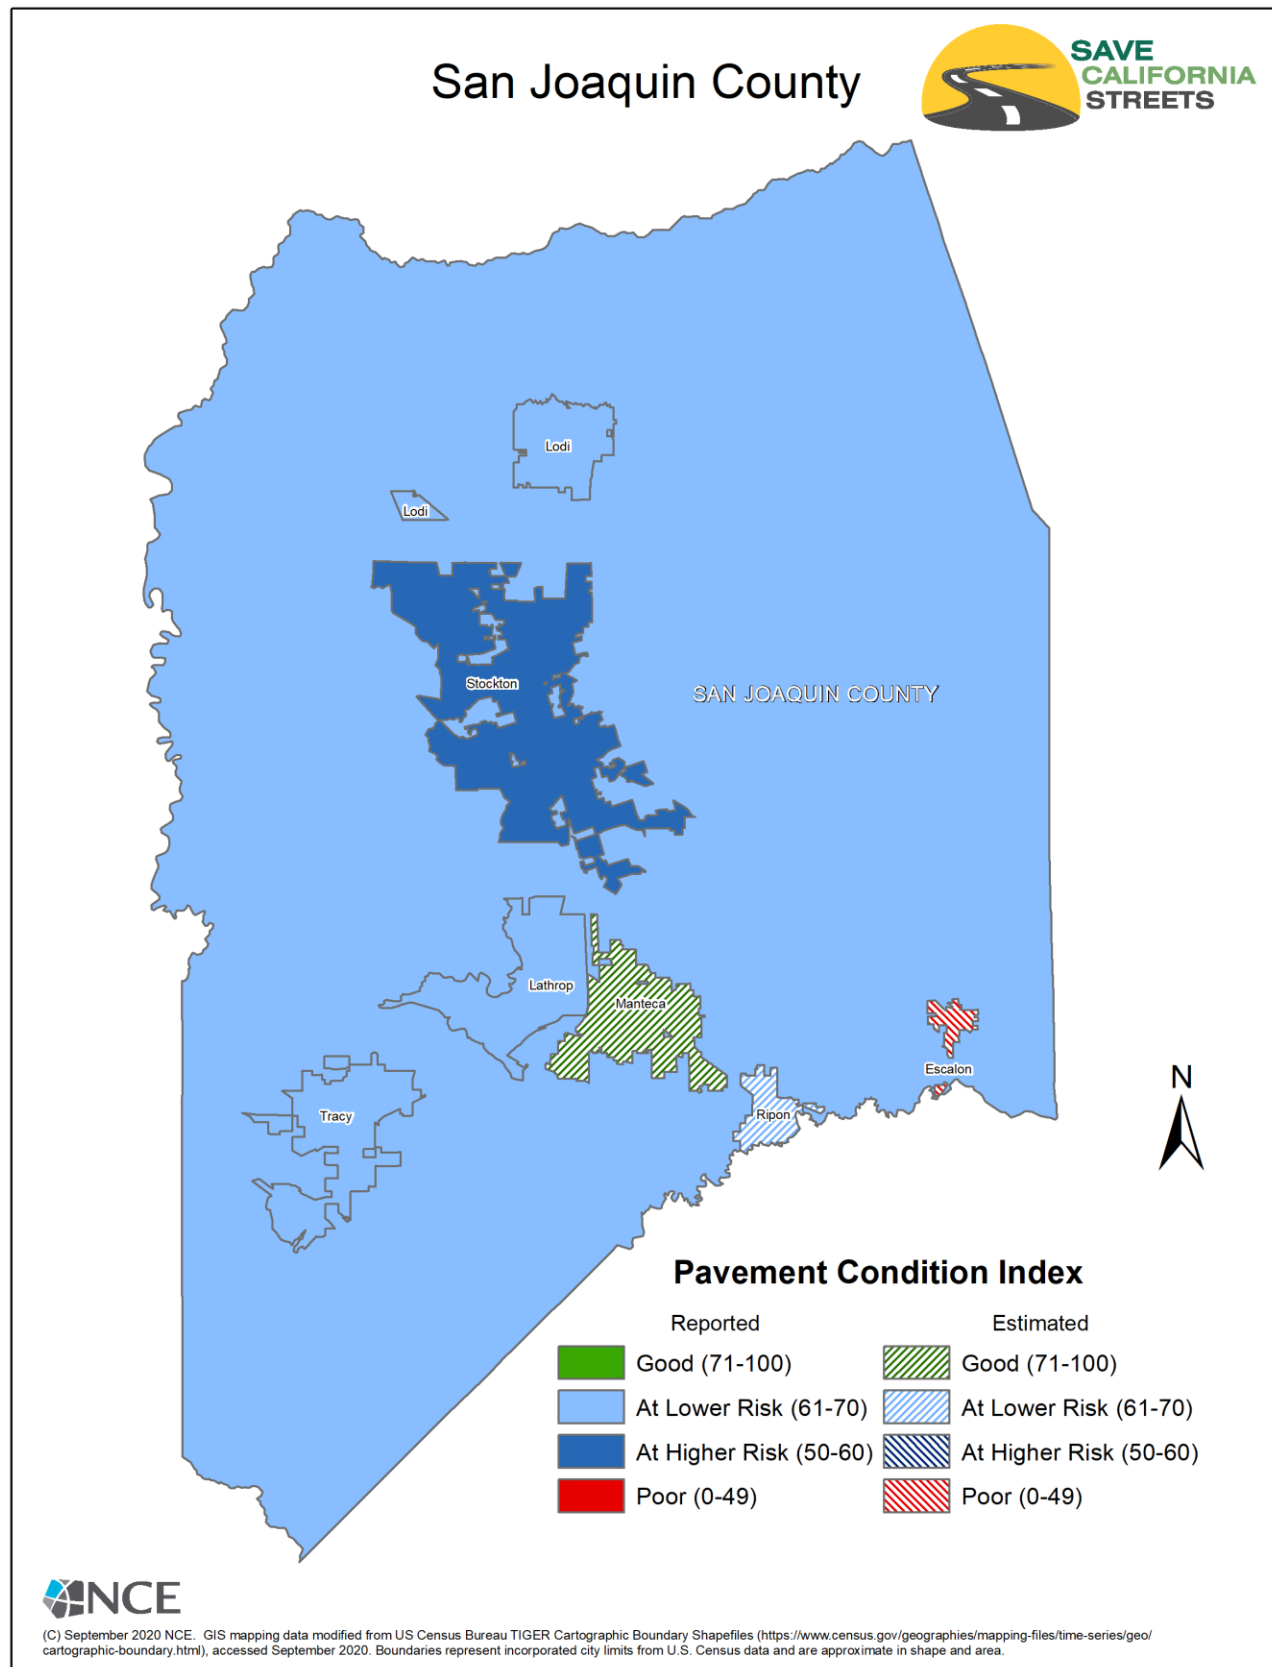 San Joaquin County
SAVE
CALIFORNIA
STREETS
Lodi
Lodi
Stockton
SAN JOAQUIN COUNTY
Lathrop
Manteca
Escalon
Ripon
Tracy
N
Pavement Condition Index
Reported
Estimated
Good (71-100)
Good (71-100)
At Lower Risk (61-70)
At Lower Risk (61-70)
At Higher Risk (50-60)
At Higher Risk (50-60)
Poor (0-49)
Poor (0-49)
NCE
(C) September 2020 NCE. GIS mapping data modified from US Census Bureau TIGER Cartographic Boundary Shapefiles (https://www.census.gov/geographies/mapping-files/time-series/geo/
cartographic-boundary.html), accessed September 2020. Boundaries represent incorporated city limits from U.S. Census data and are approximate in shape and area.